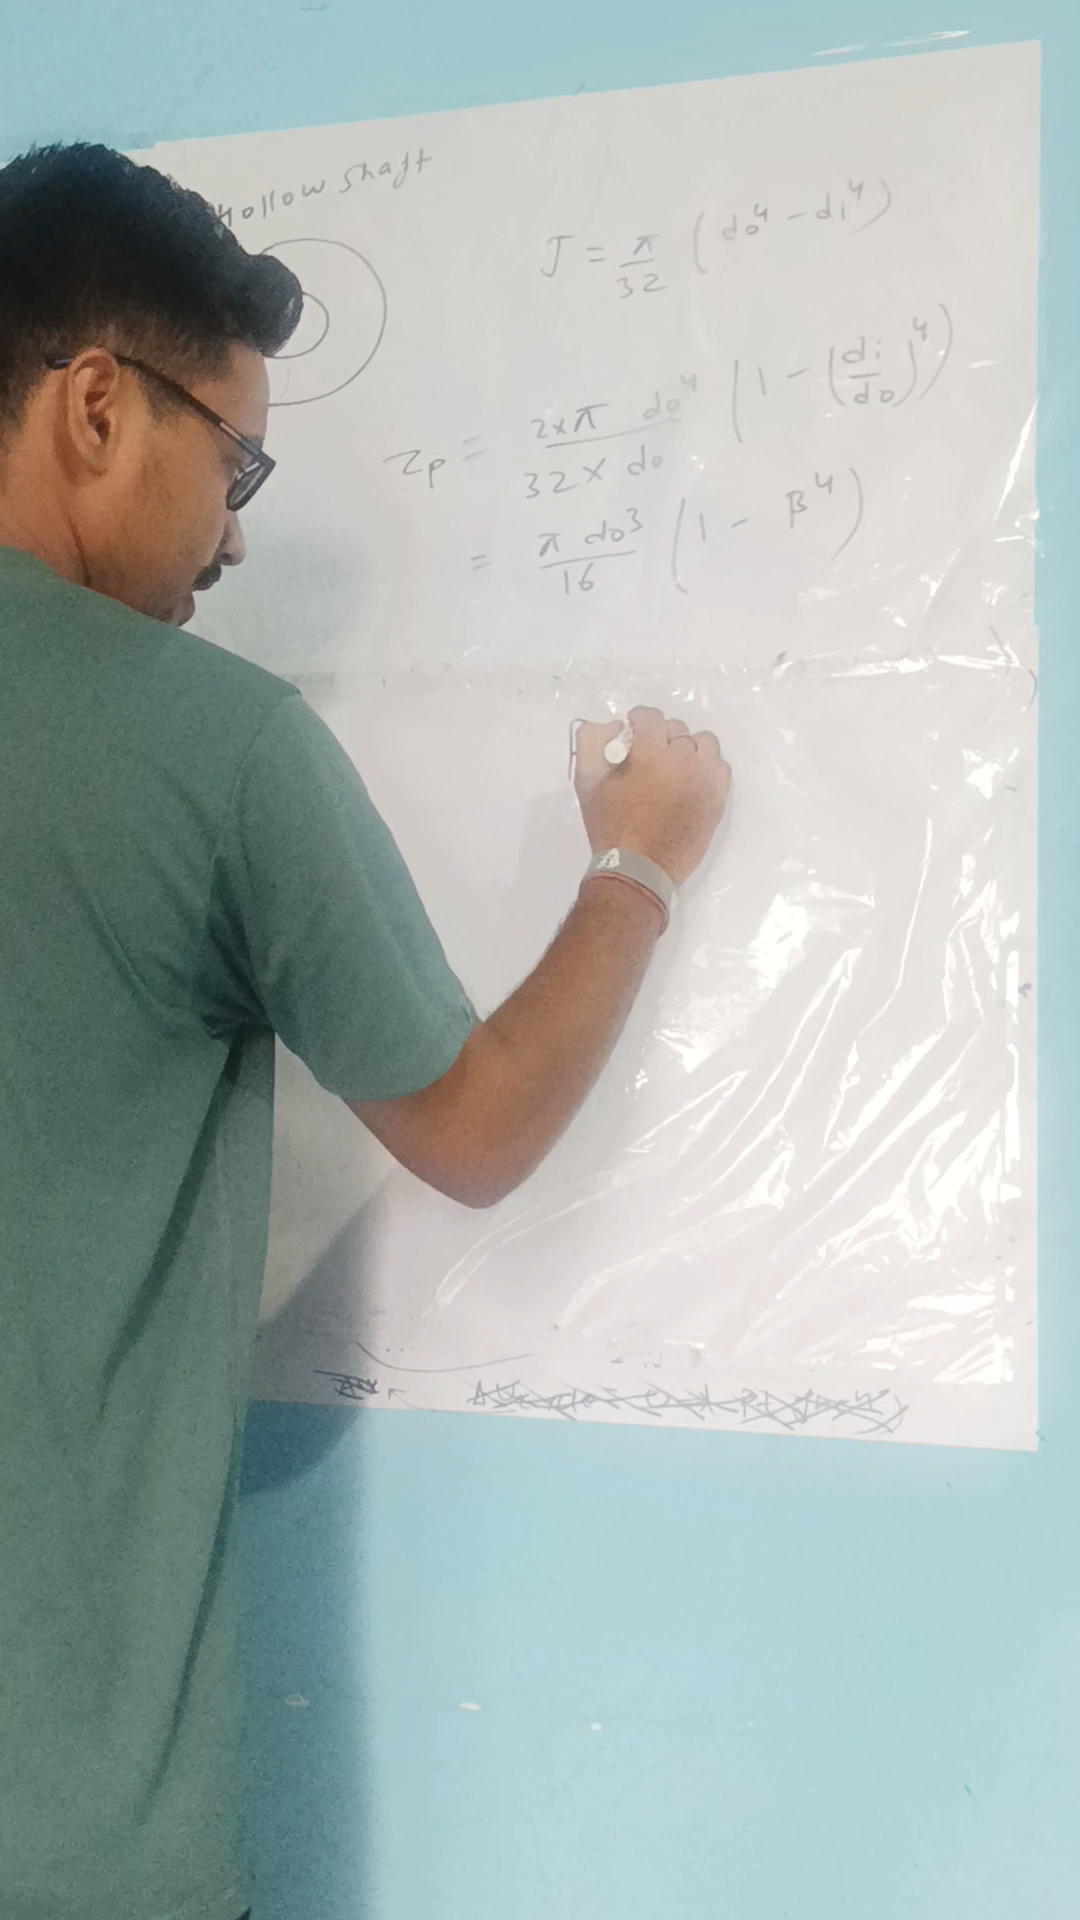 Hollow shaft
J = π/32 (do⁴ - di⁴)
Zp = 2×π do⁴/32× do (1 - (di/do)⁴)
= π do³/16 (1 - β⁴)